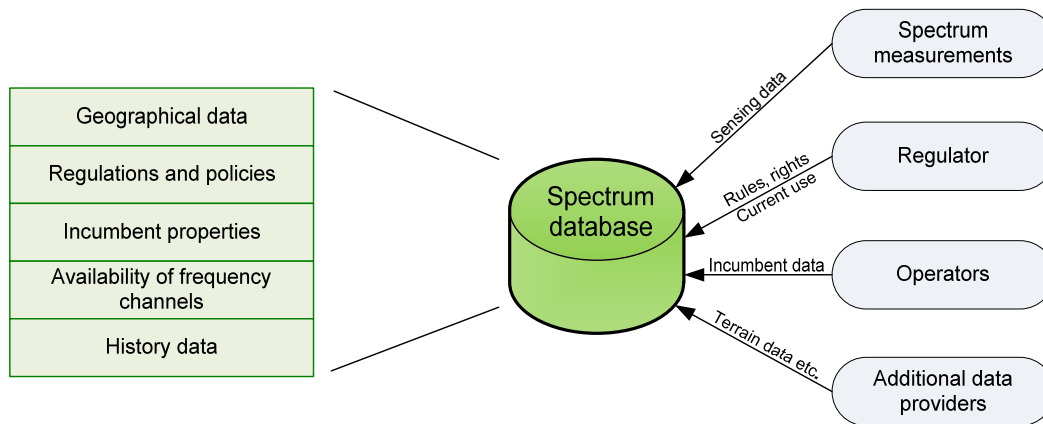 Geographical data
Regulations and policies
Incumbent properties
Availability of frequency
channels
History data
Spectrum
database
Sensing data
Rules, rights
Current use
Incumbent data
Terrain data etc.
Spectrum
measurements
Regulator
Operators
Additional data
providers